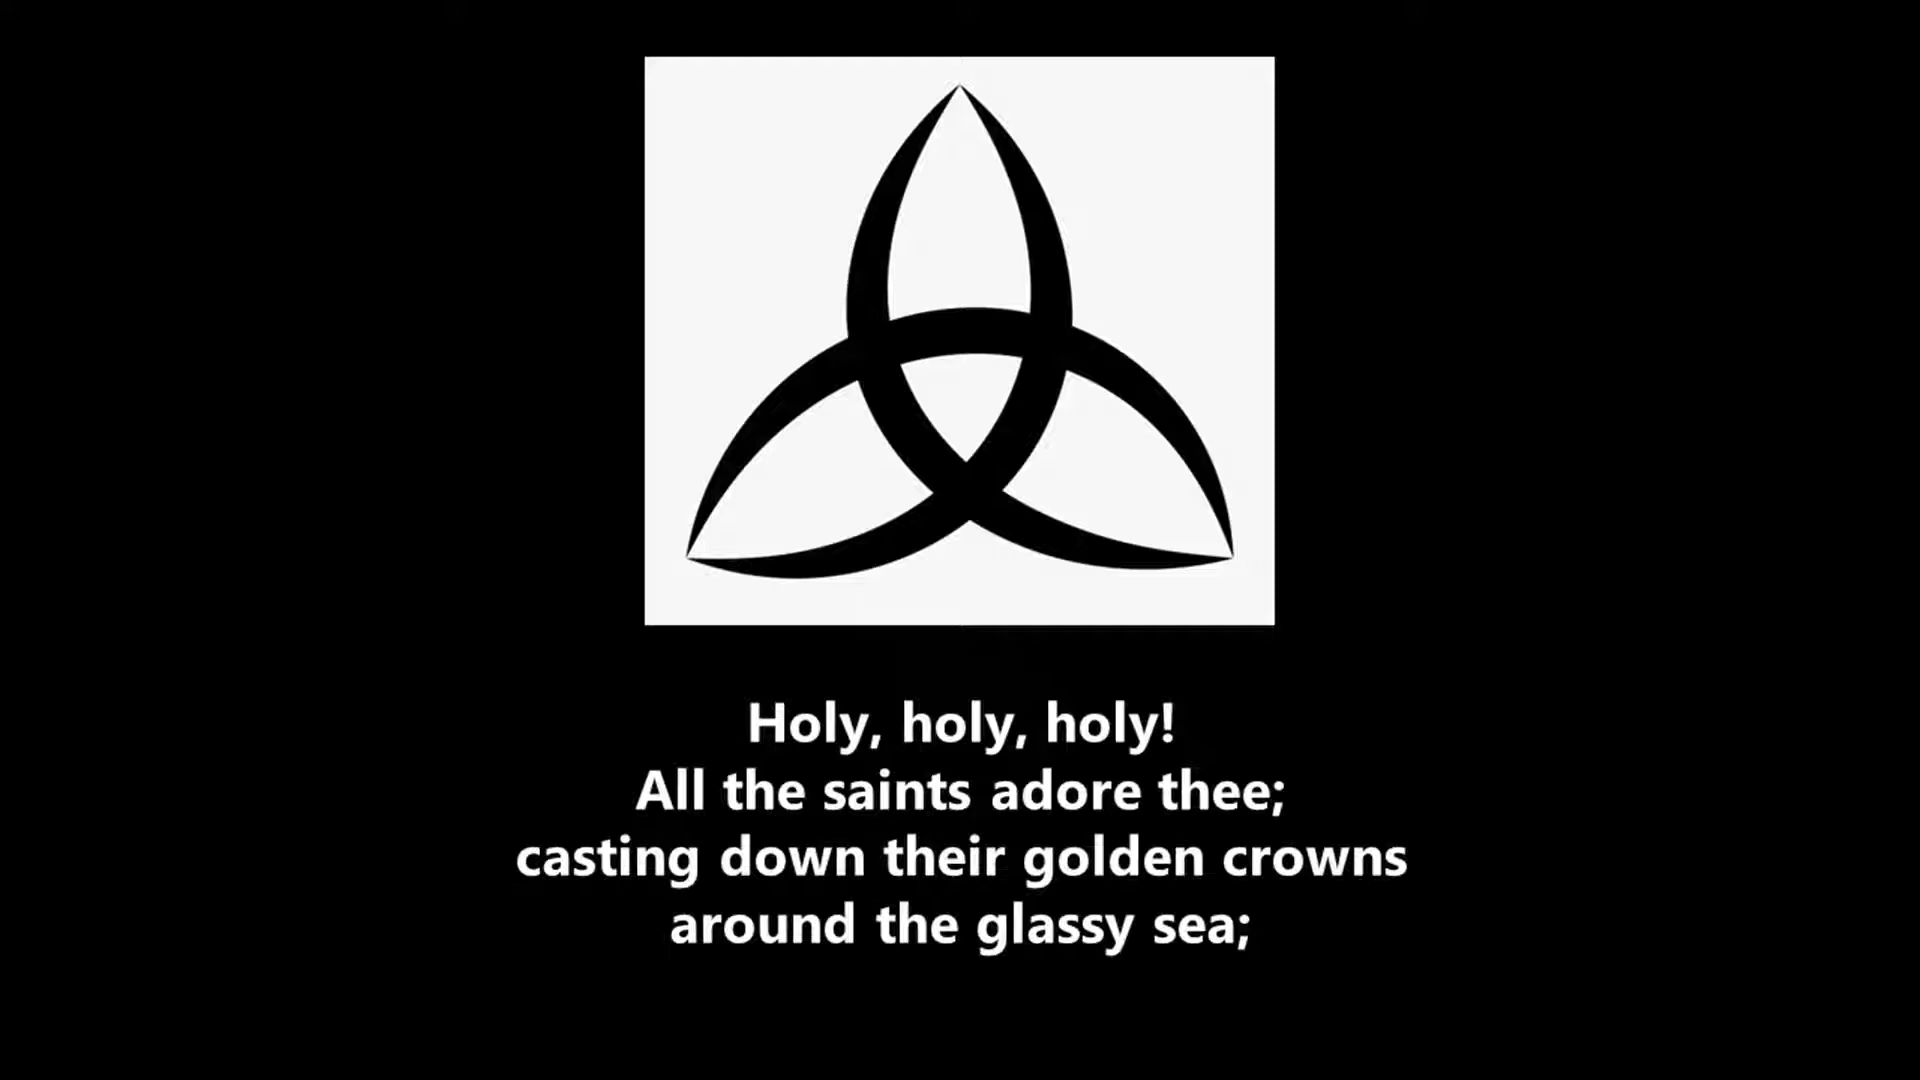 Holy, holy, holy!
All the saints adore thee;
casting down their golden crowns
around the glassy sea;